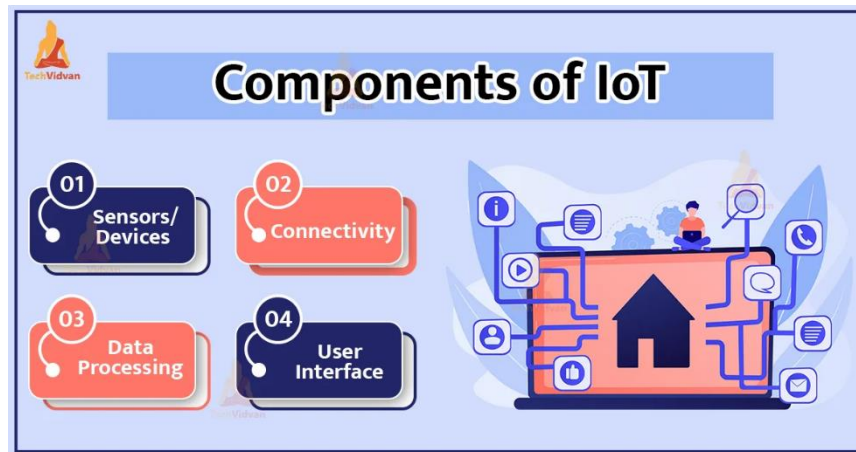 TechVidvan
Components of IoT
01
Sensors/
Devices
02
Connectivity
03
Data
Processing
04
User
Interface